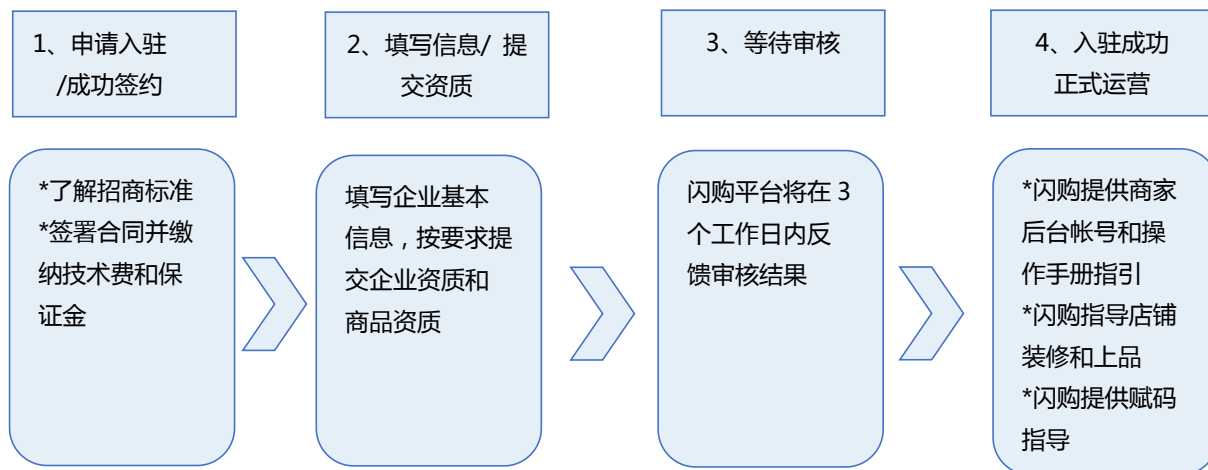 1、申请入驻
/成功签约
2、填写信息/ 提
交资质
3、等待审核
4、入驻成功
正式运营
*了解招商标准
*签署合同并缴
纳技术费和保
证金
填写企业基本
信息，按要求提
交企业资质和
商品资质
闪购平台将在 3
个工作日内反
馈审核结果
*闪购提供商家
后台帐号和操
作手册指引
*闪购指导店铺
装修和上品
*闪购提供赋码
指导